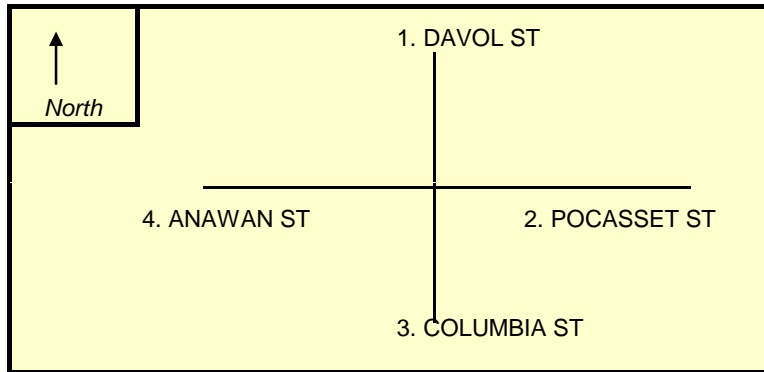 1. DAVOL ST
North
4. ANAWAN ST
2. POCASSET ST
3. COLUMBIA ST